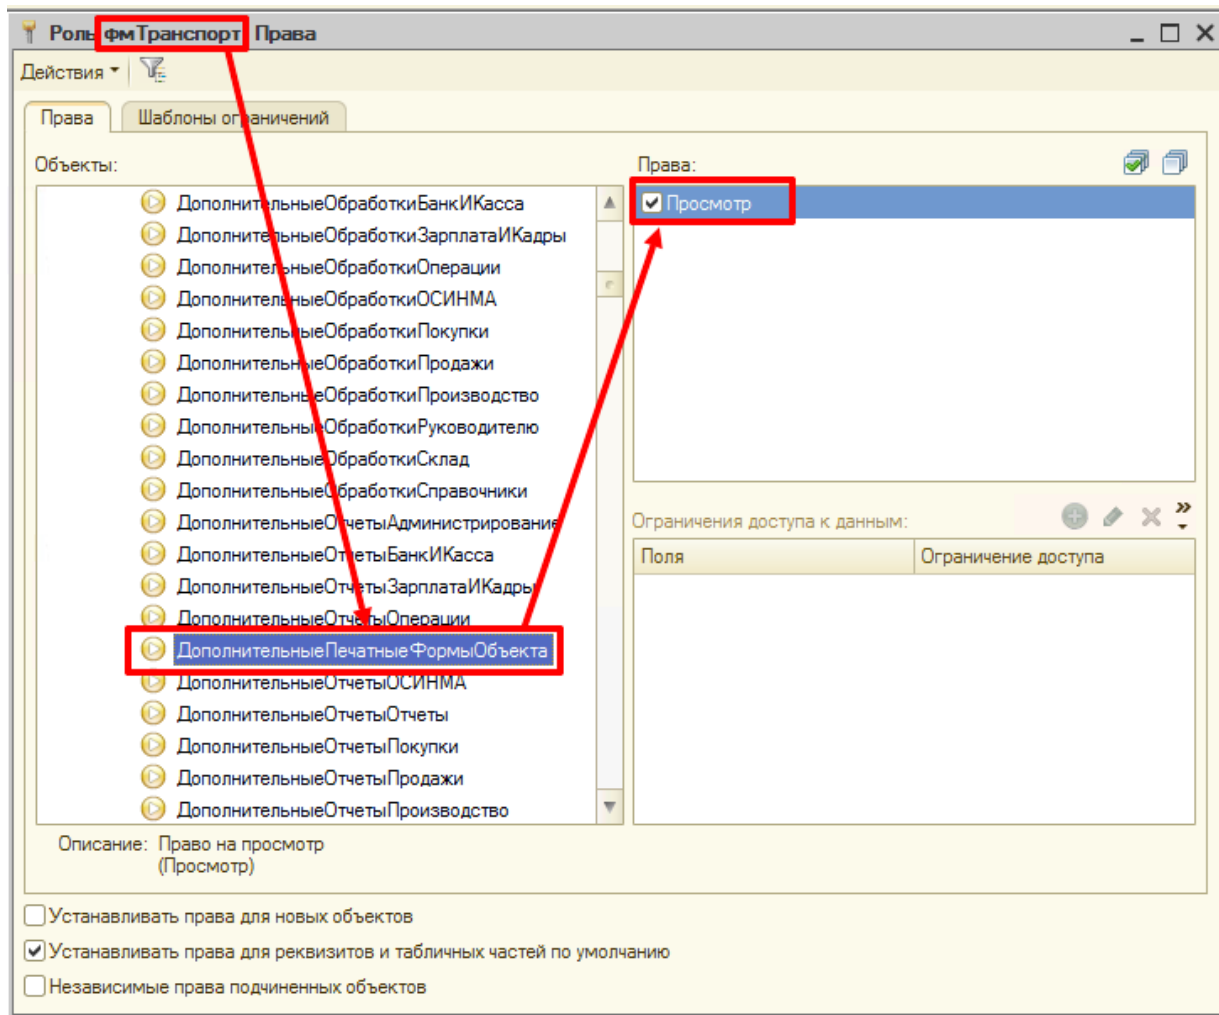 Роль фмТранспорт: Права
Действия
Права
Шаблоны ограничений
Объекты:
ДополнительныеОбработкиБанкИКасса
ДополнительныеОбработкиЗарплатаИКадры
ДополнительныеОбработкиОперации
ДополнительныеОбработкиОСИНМА
ДополнительныеОбработкиПокупки
ДополнительныеОбработкиПродажи
ДополнительныеОбработкиПроизводство
ДополнительныеОбработкиРуководителю
ДополнительныеОбработкиСклад
ДополнительныеОбработкиСправочники
ДополнительныеОтчетыАдминистрирование
ДополнительныеОтчетыБанкИКасса
ДополнительныеОтчетыЗарплатаИКадры
ДополнительныеОтчетыОперации
ДополнительныеПечатныеФормыОбъекта
ДополнительныеОтчетыОСИНМА
ДополнительныеОтчетыОтчеты
ДополнительныеОтчетыПокупки
ДополнительныеОтчетыПродажи
ДополнительныеОтчетыПроизводство
Права:
Просмотр
Ограничения доступа к данным:
Поля
Ограничение доступа
Описание: Право на просмотр
(Просмотр)
Устанавливать права для новых объектов
Устанавливать права для реквизитов и табличных частей по умолчанию
Независимые права подчиненных объектов